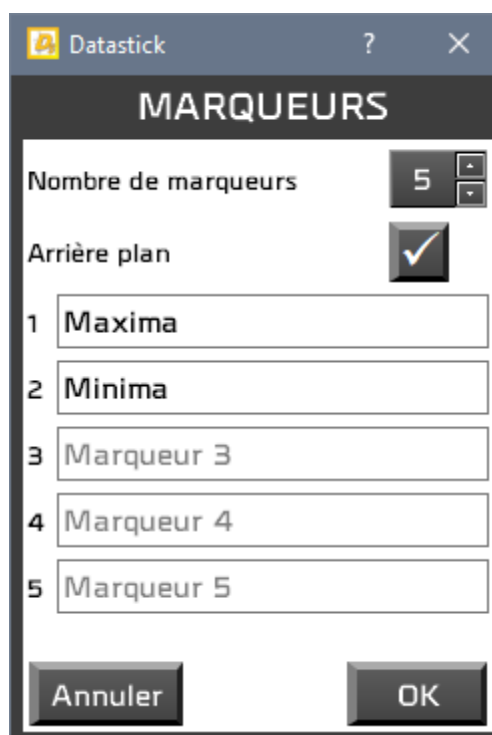 Datastick ? ×
MARQUEURS
Nombre de marqueurs 5
Arrière plan ✓
1 Maxima
2 Minima
3 Marqueur 3
4 Marqueur 4
5 Marqueur 5
Annuler OK